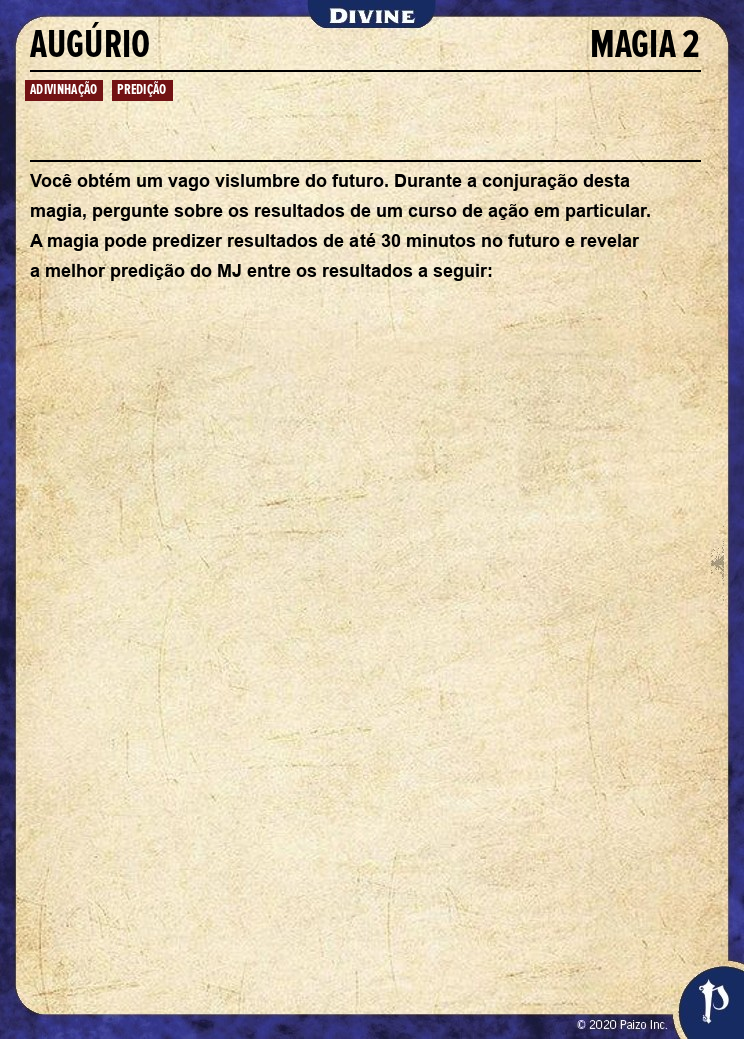 DIVINE
AUGÚRIO MAGIA 2
ADIVINHAÇÃO PREDIÇÃO
Você obtém um vago vislumbre do futuro. Durante a conjuração desta
magia, pergunte sobre os resultados de um curso de ação em particular.
A magia pode predizer resultados de até 30 minutos no futuro e revelar
a melhor predição do MJ entre os resultados a seguir:
© 2020 Paizo Inc.
P